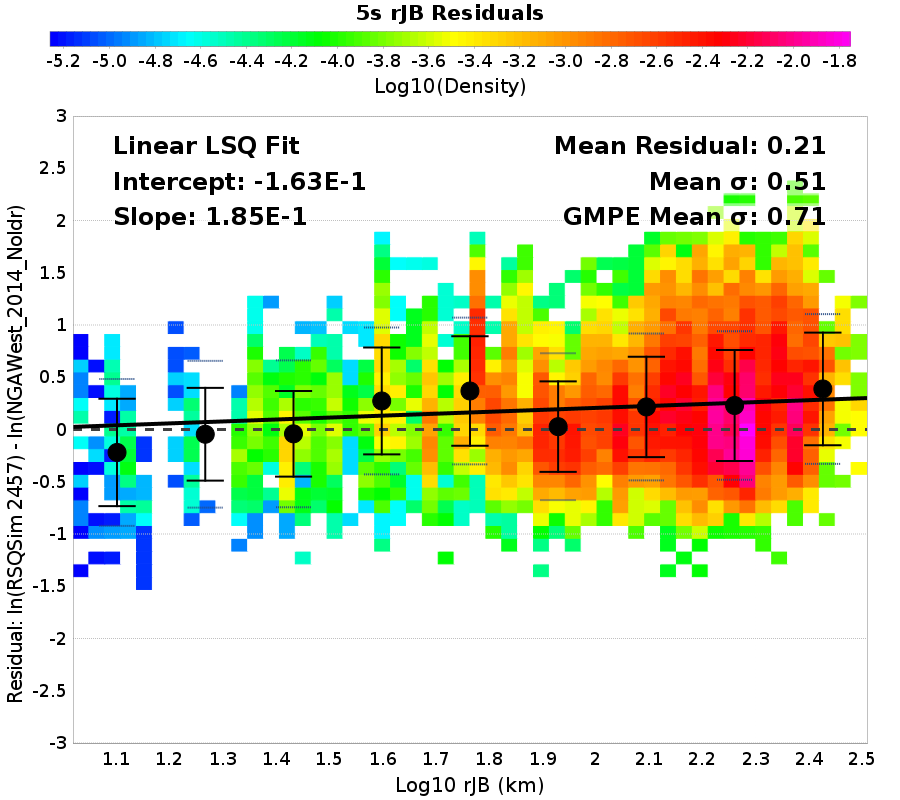 5s rJB Residuals
-5.2 -5.0 -4.8 -4.6 -4.4 -4.2 -4.0 -3.8 -3.6 -3.4 -3.2 -3.0 -2.8 -2.6 -2.4 -2.2 -2.0 -1.8
Log10(Density)
Linear LSQ Fit
Intercept: -1.63E-1
Slope: 1.85E-1
Mean Residual: 0.21
Mean σ: 0.51
GMPE Mean σ: 0.71
Residual: ln(RSQSim 2457) - ln(NGAWest_2014_NoIdr)
3
2.5
2
1.5
1
0.5
0
-0.5
-1
-1.5
-2
-2.5
-3
1.1 1.2 1.3 1.4 1.5 1.6 1.7 1.8 1.9 2 2.1 2.2 2.3 2.4 2.5
Log10 rJB (km)